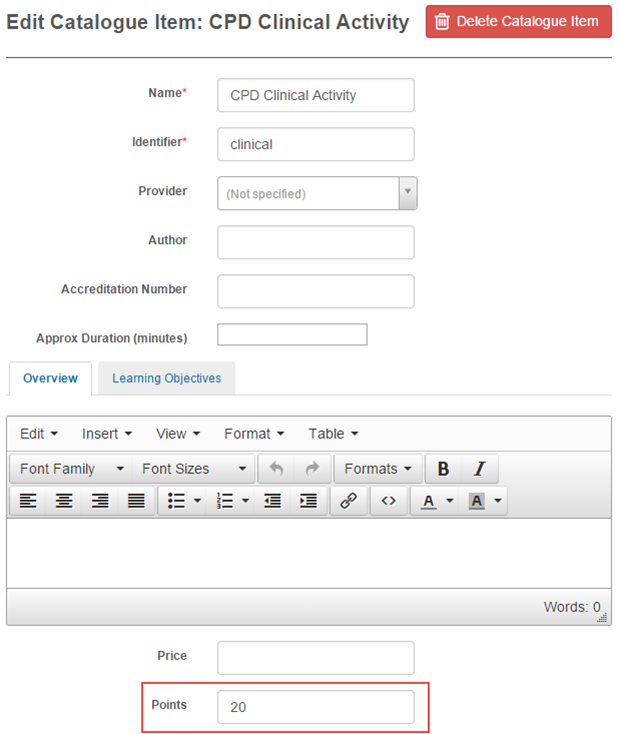 Edit Catalogue Item: CPD Clinical Activity
Delete Catalogue Item
Name*
CPD Clinical Activity
Identifier*
clinical
Provider
(Not specified)
Author
Accreditation Number
Approx Duration (minutes)
Overview
Learning Objectives
Edit Insert View Format Table
Font Family Font Sizes Formats B I
A A
Words: 0
Price
Points
20